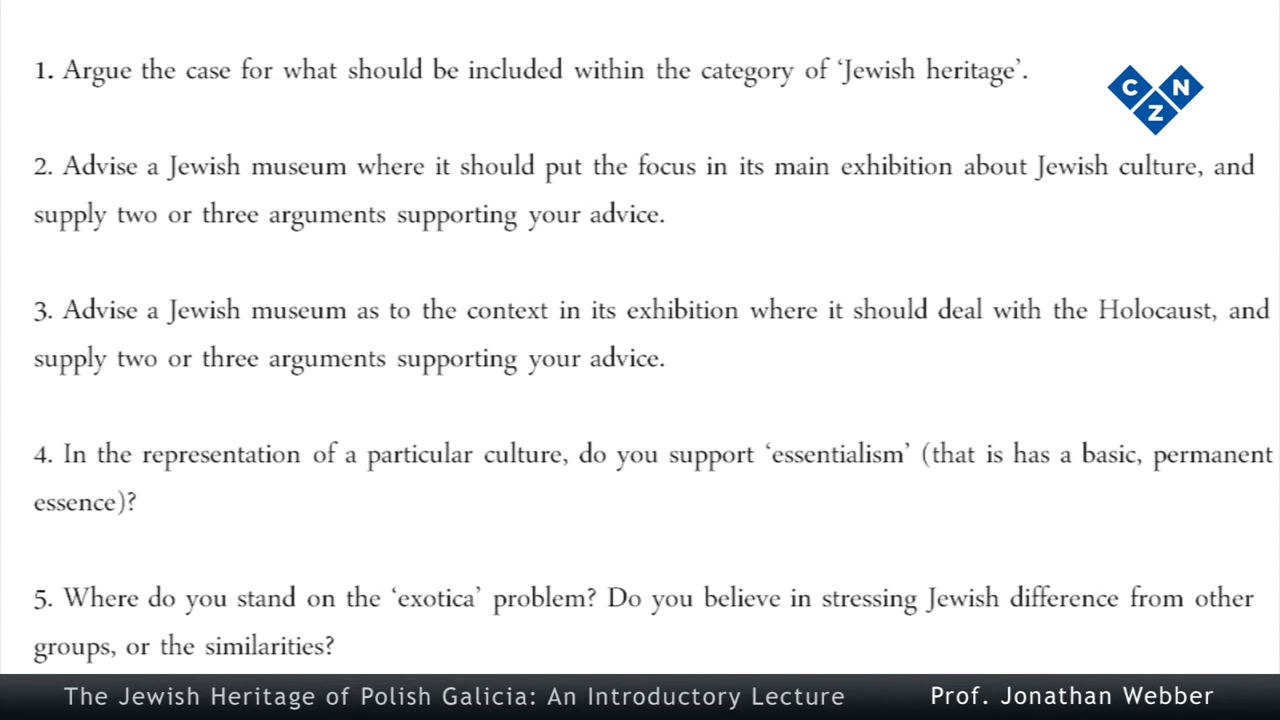 1. Argue the case for what should be included within the category of ‘Jewish heritage’.
C N
Z
2. Advise a Jewish museum where it should put the focus in its main exhibition about Jewish culture, and
supply two or three arguments supporting your advice.
3. Advise a Jewish museum as to the context in its exhibition where it should deal with the Holocaust, and
supply two or three arguments supporting your advice.
4. In the representation of a particular culture, do you support ‘essentialism’ (that is has a basic, permanent
essence)?
5. Where do you stand on the ‘exotica’ problem? Do you believe in stressing Jewish difference from other
groups, or the similarities?
The Jewish Heritage of Polish Galicia: An Introductory Lecture Prof. Jonathan Webber